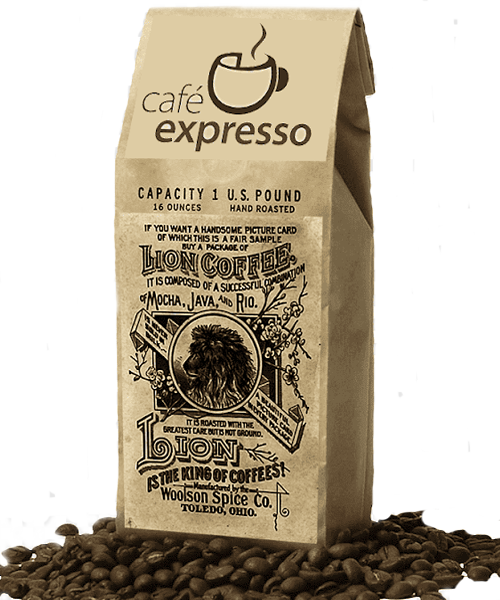 café
expresso
CAPACITY 1 U.S. POUND
16 OUNCES HAND ROASTED
IF YOU WANT A HANDSOME PICTURE CARD
OF WHICH THIS IS A FAIR SAMPLE
BUY A PACKAGE OF
LION COFFEE.
IT IS COMPOSED OF A SUCCESSFUL COMBINATION
OF MOCHA, JAVA, AND RIO.
A BEAUTIFUL
IT IS ROASTED WITH THE
GREATEST CARE BUT IS NOT GROUND.
LION
IS THE KING OF COFFEES!
Manufactured by the
Woolson Spice Co.
TOLEDO, OHIO.